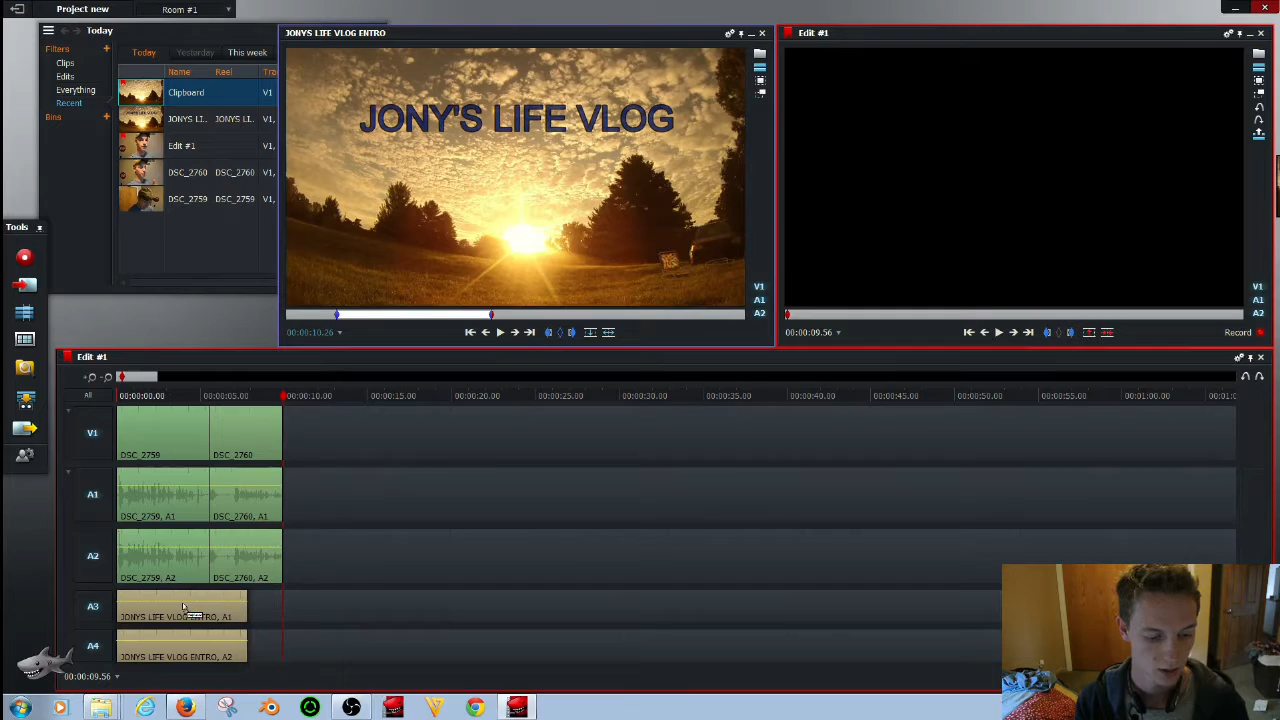 Project new
Room #1
Today
Filters
Clips
Edits
Everything
Recent
Bins
Today Yesterday This week
Name Reel
Clipboard V1
JONYS LI.. JONYS LI.. V1,
Edit #1 V1,
DSC_2760 DSC_2760 V1,
DSC_2759 DSC_2759 V1,
Tools
JONYS LIFE VLOG ENTRO
JONY'S LIFE VLOG
V1
A1
A2
00:00:10.26
Edit #1
V1
A1
A2
00:00:09.56
Record
Edit #1
All
00:00:00.00 00:00:05.00 00:00:10.00 00:00:15.00 00:00:20.00 00:00:25.00 00:00:30.00 00:00:35.00 00:00:40.00 00:00:45.00 00:00:50.00 00:00:55.00 00:01:00.00
V1
DSC_2759 DSC_2760
A1
DSC_2759, A1 DSC_2760, A1
A2
DSC_2759, A2 DSC_2760, A2
A3
JONYS LIFE VLOG ENTRO, A1
A4
JONYS LIFE VLOG ENTRO, A2
00:00:09.56